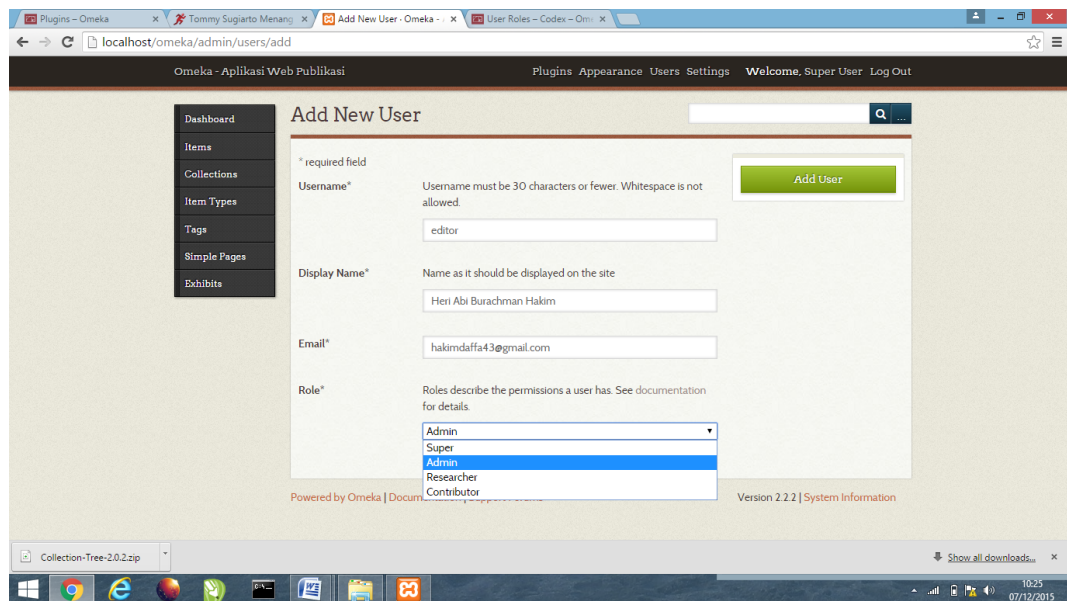 Plugins – Omeka
Tommy Sugiarto Menang
Add New User · Omeka -
User Roles – Codex – Om
localhost/omeka/admin/users/add
Omeka - Aplikasi Web Publikasi
Plugins Appearance Users Settings Welcome, Super User Log Out
Dashboard
Items
Collections
Item Types
Tags
Simple Pages
Exhibits
Add New User
...
* required field
Username*
Username must be 30 characters or fewer. Whitespace is not
allowed.
editor
Display Name*
Name as it should be displayed on the site
Heri Abi Burachman Hakim
Email*
hakimdaffa43@gmail.com
Role*
Roles describe the permissions a user has. See documentation
for details.
Admin
Super
Admin
Researcher
Contributor
Add User
Powered by Omeka |
Version 2.2.2 | System Information
Collection-Tree-2.0.2.zip
Show all downloads...
10:25
07/12/2015